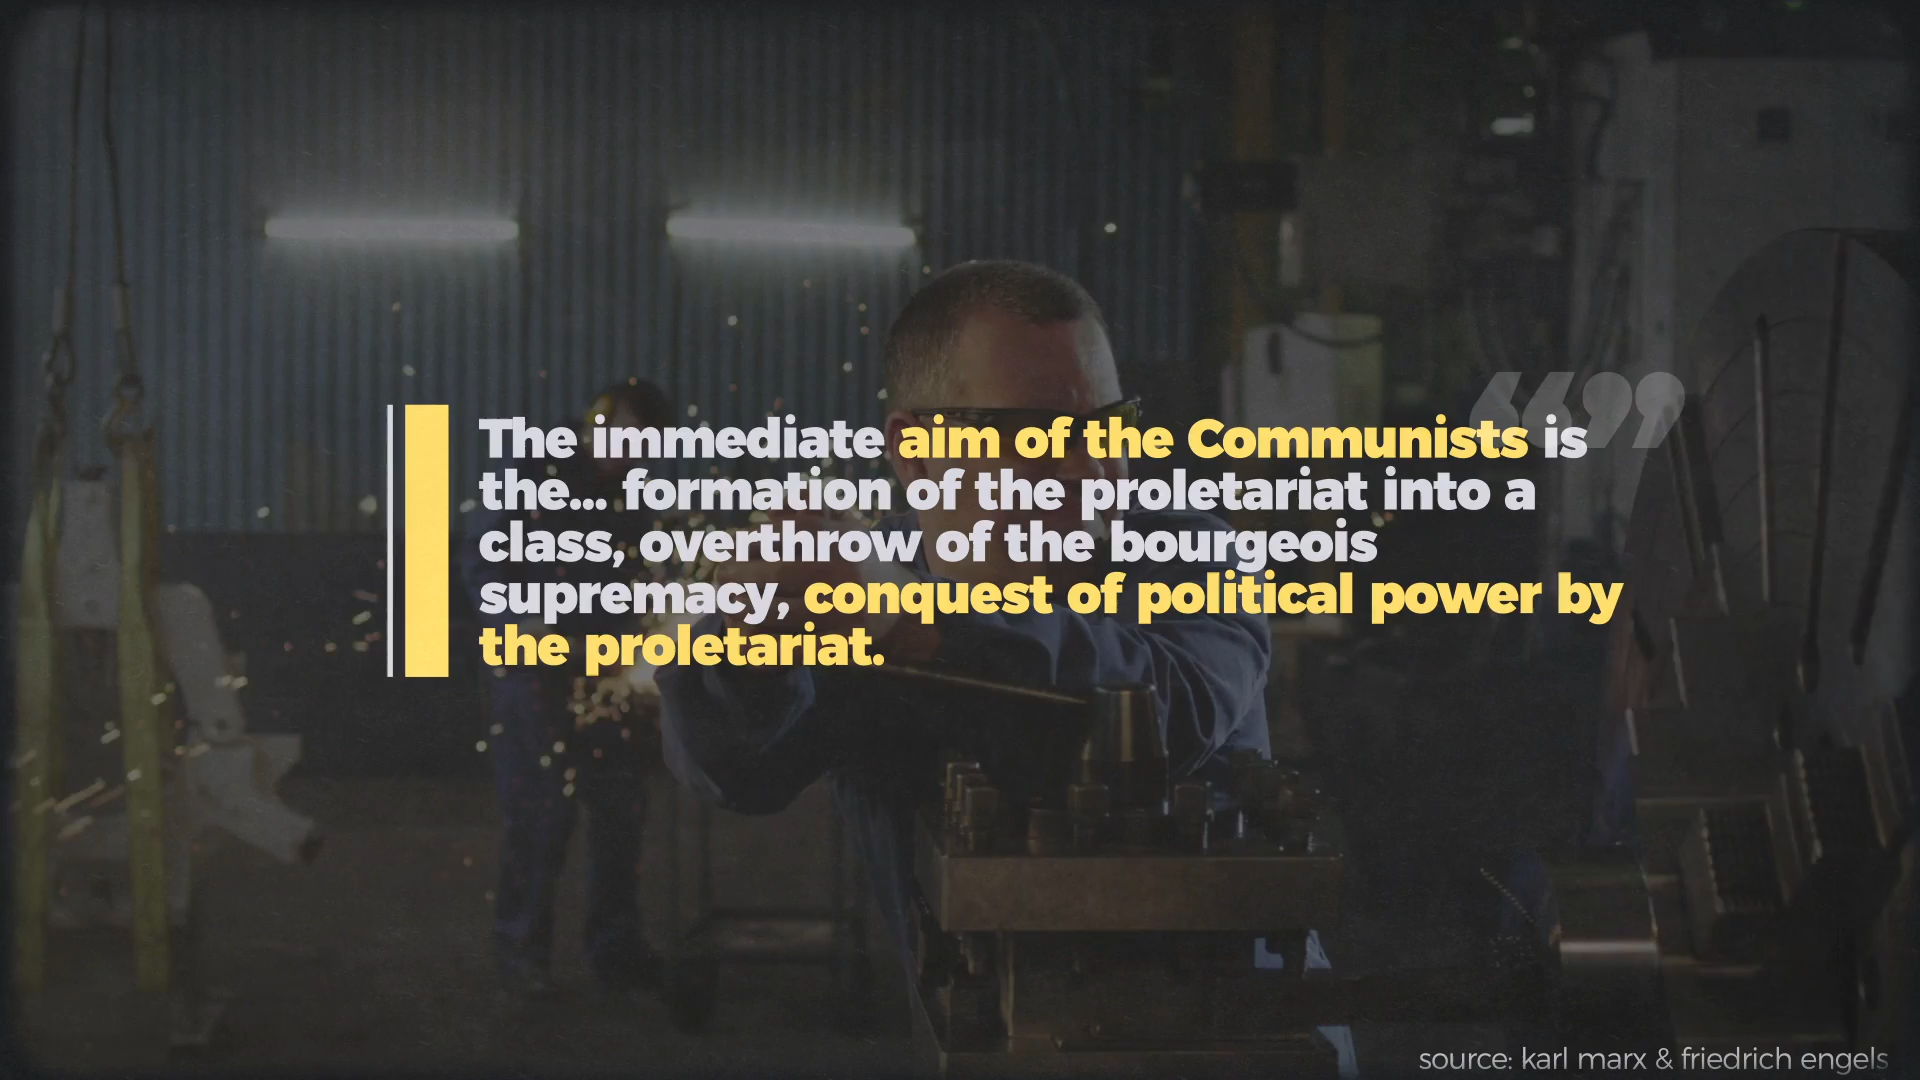 The immediate aim of the Communists is
the... formation of the proletariat into a
class, overthrow of the bourgeois
supremacy, conquest of political power by
the proletariat.
source: karl marx & friedrich engels